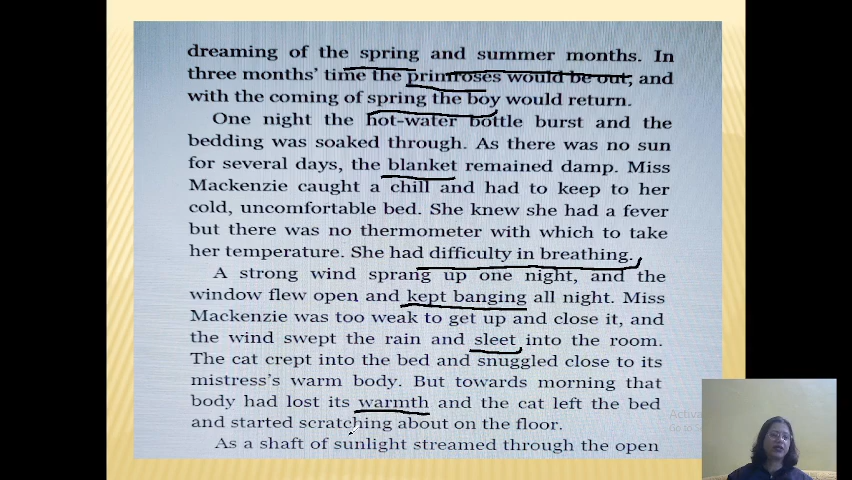 dreaming of the spring and summer months. In
three months' time the primroses would be out, and
with the coming of spring the boy would return.
One night the hot-water bottle burst and the
bedding was soaked through. As there was no sun
for several days, the blanket remained damp. Miss
Mackenzie caught a chill and had to keep to her
cold, uncomfortable bed. She knew she had a fever
but there was no thermometer with which to take
her temperature. She had difficulty in breathing.
A strong wind sprang up one night, and the
window flew open and kept banging all night. Miss
Mackenzie was too weak to get up and close it, and
the wind swept the rain and sleet into the room.
The cat crept into the bed and snuggled close to its
mistress's warm body. But towards morning that
body had lost its warmth and the cat left the bed
and started scratching about on the floor.
As a shaft of sunlight streamed through the open
Activa
Go to S